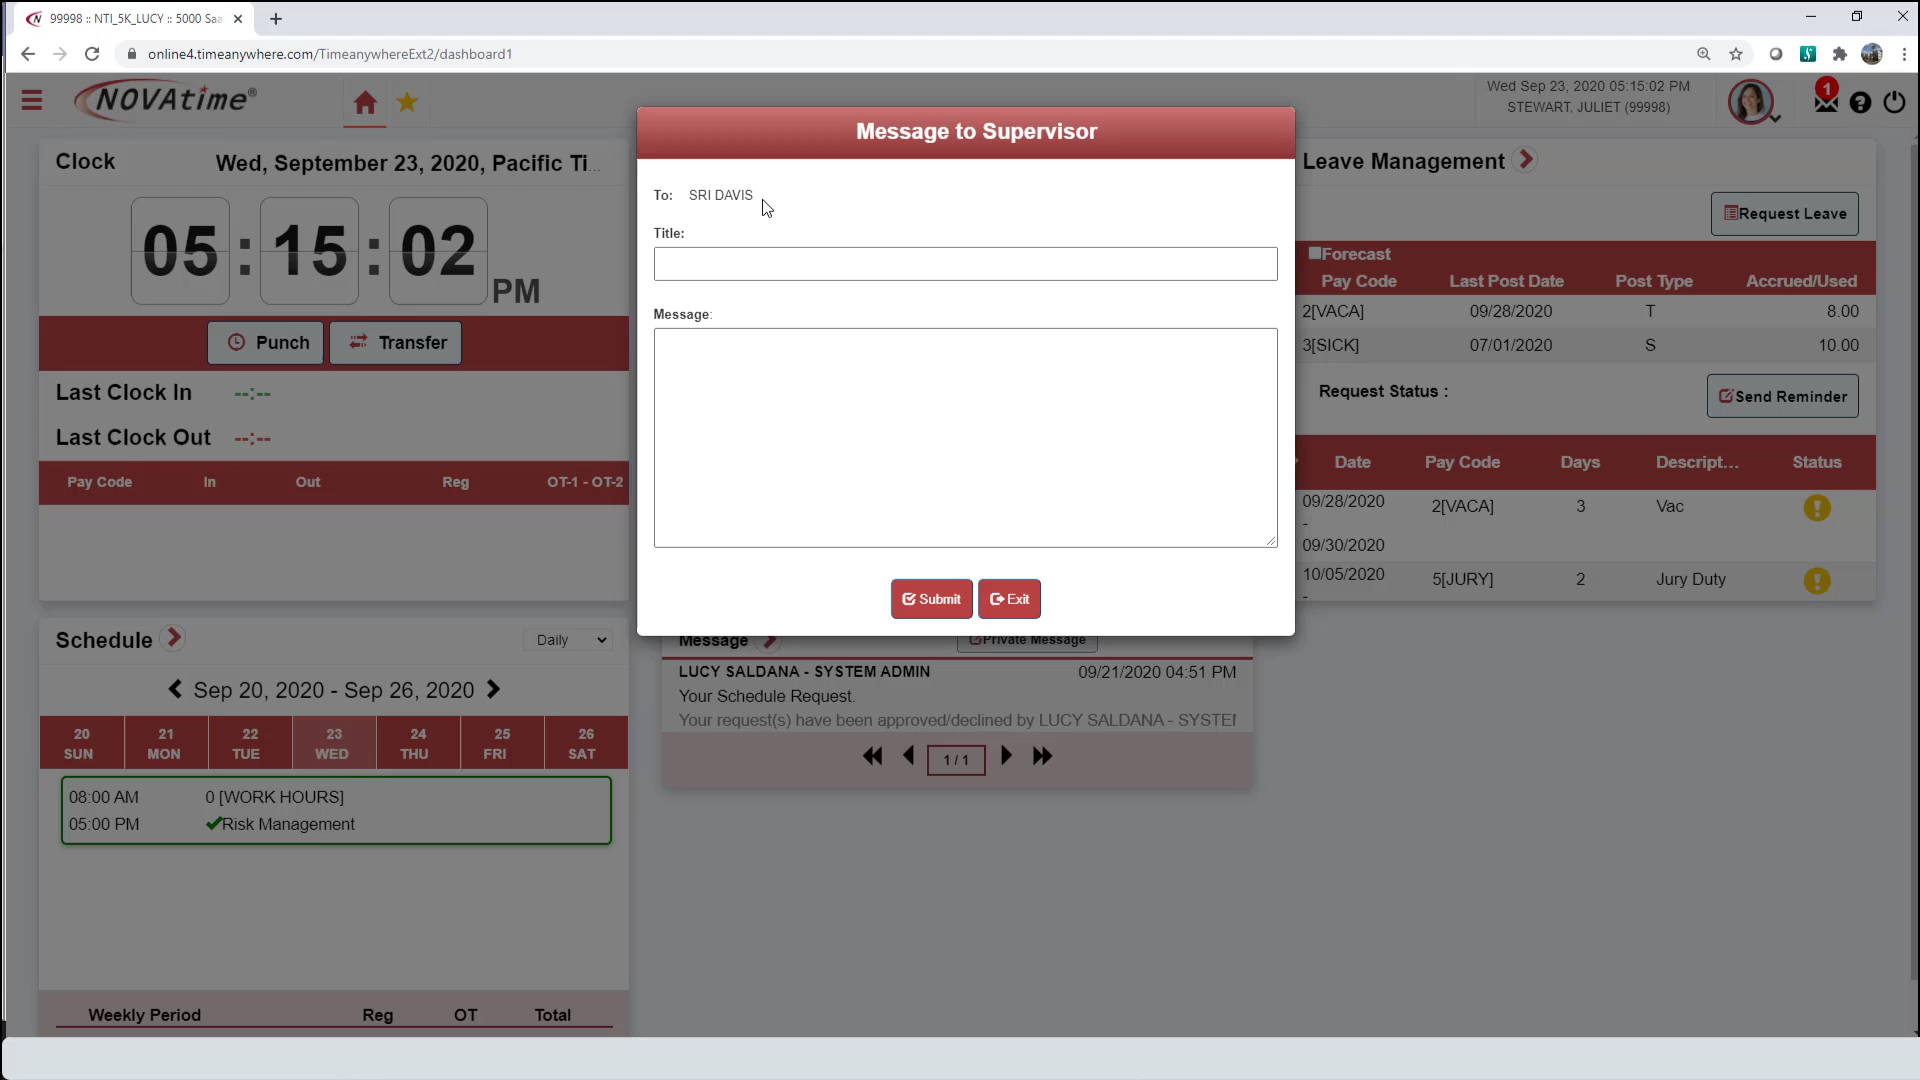 99998 :: NTI_5K_LUCY :: 5000 Saa
online4.timeanywhere.com/TimeanywhereExt2/dashboard1
NOVAtime®
Wed Sep 23, 2020 05:15:02 PM
STEWART, JULIET (99998)
1
Clock
Wed, September 23, 2020, Pacific Ti...
05 : 15 : 02 PM
Punch
Transfer
Last Clock In --:--
Last Clock Out --:--
Pay Code In Out Reg OT-1 - OT-2
Schedule
Daily
Sep 20, 2020 - Sep 26, 2020
20 21 22 23 24 25 26
SUN MON TUE WED THU FRI SAT
08:00 AM 0 [WORK HOURS]
05:00 PM Risk Management
Weekly Period Reg OT Total
Message to Supervisor
To: SRI DAVIS
Title:
Message:
Submit
Exit
Message
Private Message
LUCY SALDANA - SYSTEM ADMIN 09/21/2020 04:51 PM
Your Schedule Request.
Your request(s) have been approved/declined by LUCY SALDANA - SYSTEI
1 / 1
Leave Management
Request Leave
Forecast
Pay Code Last Post Date Post Type Accrued/Used
2[VACA] 09/28/2020 T 8.00
3[SICK] 07/01/2020 S 10.00
Request Status :
Send Reminder
Date Pay Code Days Descript... Status
09/28/2020 2[VACA] 3 Vac
-
09/30/2020
10/05/2020 5[JURY] 2 Jury Duty
-